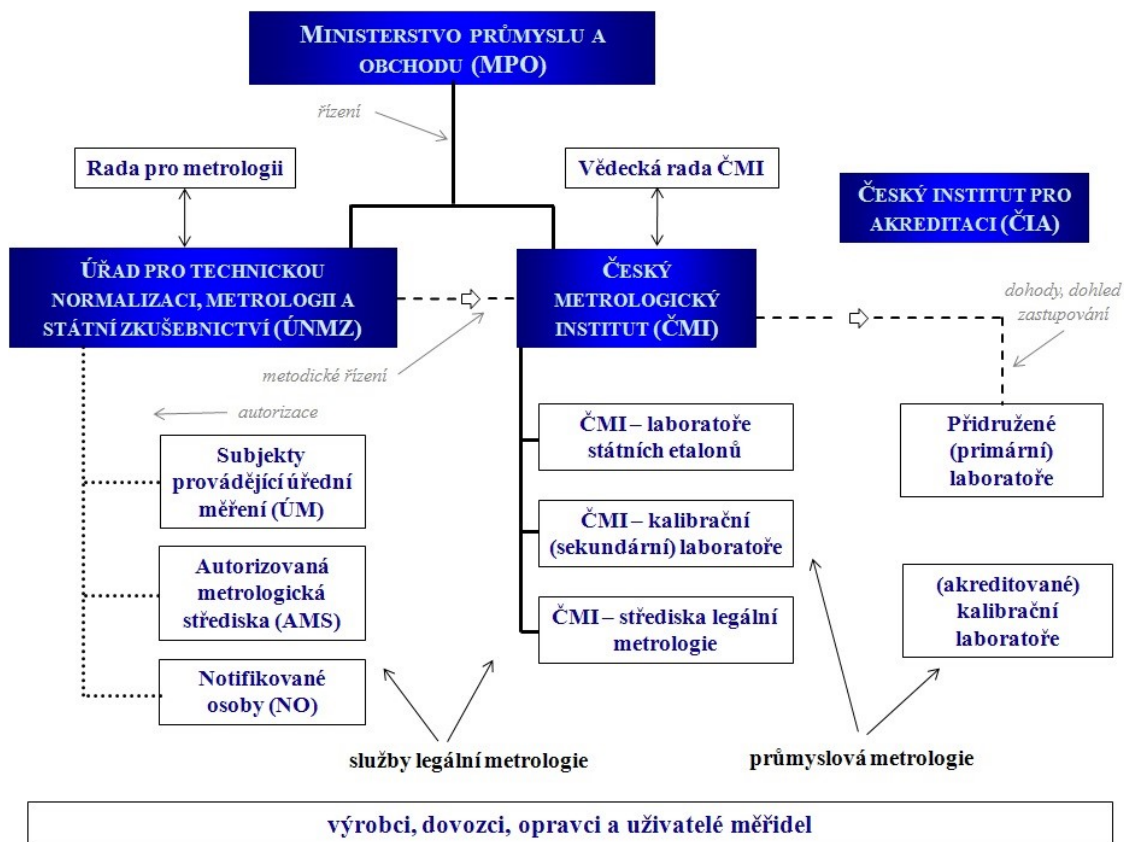 MINISTERSTVO PRŮMYSLU A
OBCHODU (MPO)
řízení
Rada pro metrologii
Vědecká rada ČMI
ČESKÝ INSTITUT PRO
AKREDITACI (ČIA)
ÚŘAD PRO TECHNICKOU
NORMALIZACI, METROLOGII A
STÁTNÍ ZKUŠEBNICTVÍ (ÚNMZ)
ČESKÝ
METROLOGICKÝ
INSTITUT (ČMI)
dohody, dohled
zastupování
metodické řízení
autorizace
Subjekty
provádějící úřední
měření (ÚM)
Autorizovaná
metrologická
střediska (AMS)
Notifikované
osoby (NO)
ČMI – laboratoře
státních etalonů
ČMI – kalibrační
(sekundární) laboratoře
ČMI – střediska legální
metrologie
Přidružené
(primární)
laboratoře
(akreditované)
kalibrační
laboratoře
služby legální metrologie
průmyslová metrologie
výrobci, dovozci, opravci a uživatelé měřidel